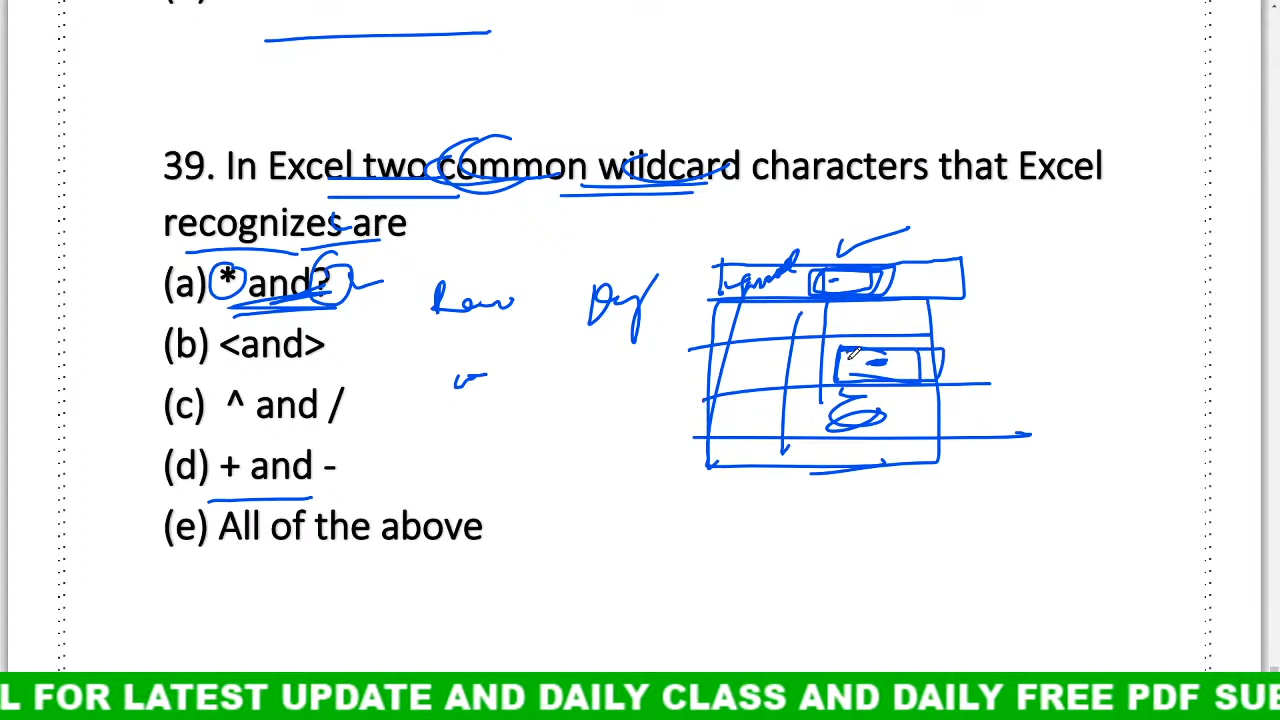 39. In Excel two common wildcard characters that Excel
recognizes are
(a) * and?
(b) <and>
(c) ^ and /
(d) + and -
(e) All of the above
L FOR LATEST UPDATE AND DAILY CLASS AND DAILY FREE PDF SUB